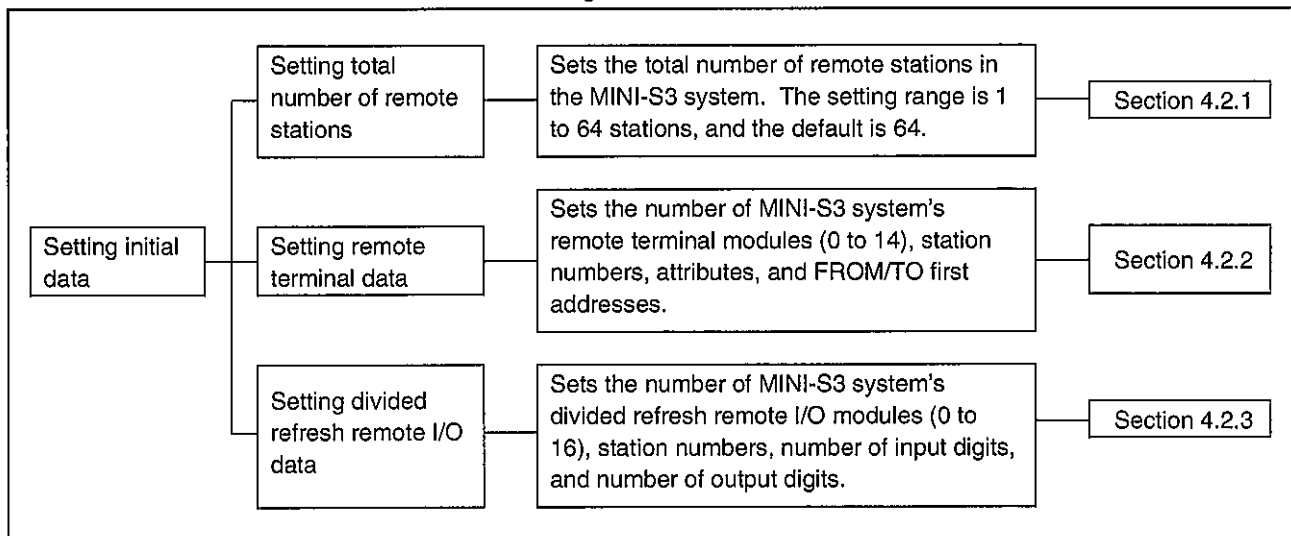 Setting total
number of remote
stations
Sets the total number of remote stations in
the MINI-S3 system. The setting range is 1
to 64 stations, and the default is 64.
Section 4.2.1
Setting initial
data
Setting remote
terminal data
Sets the number of MINI-S3 system's
remote terminal modules (0 to 14), station
numbers, attributes, and FROM/TO first
addresses.
Section 4.2.2
Setting divided
refresh remote I/O
data
Sets the number of MINI-S3 system's
divided refresh remote I/O modules (0 to
16), station numbers, number of input digits,
and number of output digits.
Section 4.2.3